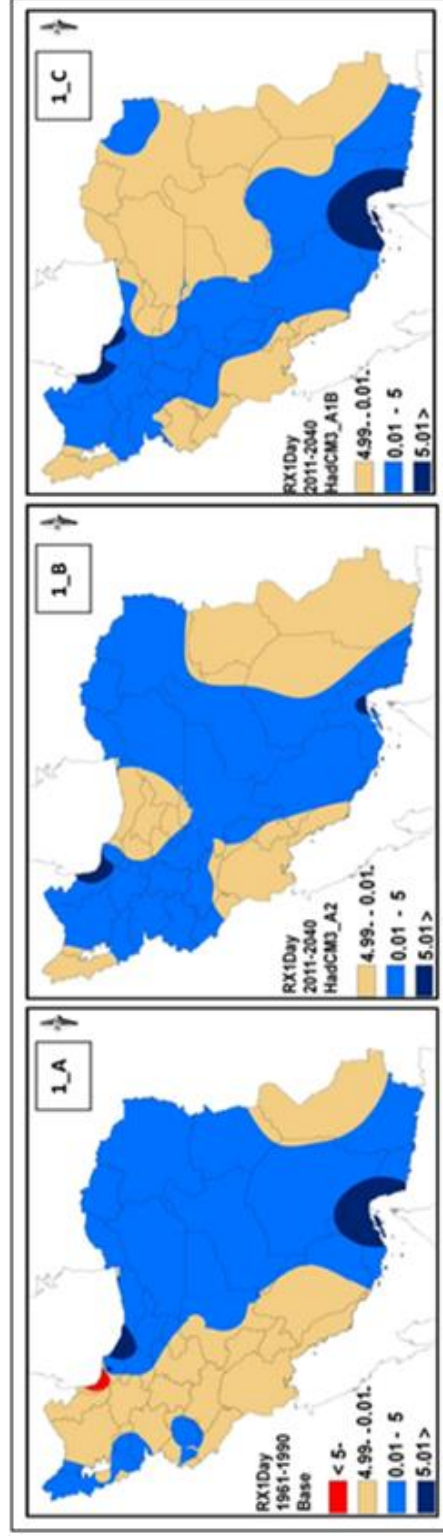 1_A
RX1Day
1961-1990
Base
< 5-
4.99- - 0.01-
0.01 - 5
5.01>
1_B
RX1Day
2011-2040
HadCM3_A2
4.99- - 0.01-
0.01 - 5
5.01>
1_C
RX1Day
2011-2040
HadCM3_A1B
4.99- - 0.01-
0.01 - 5
5.01>